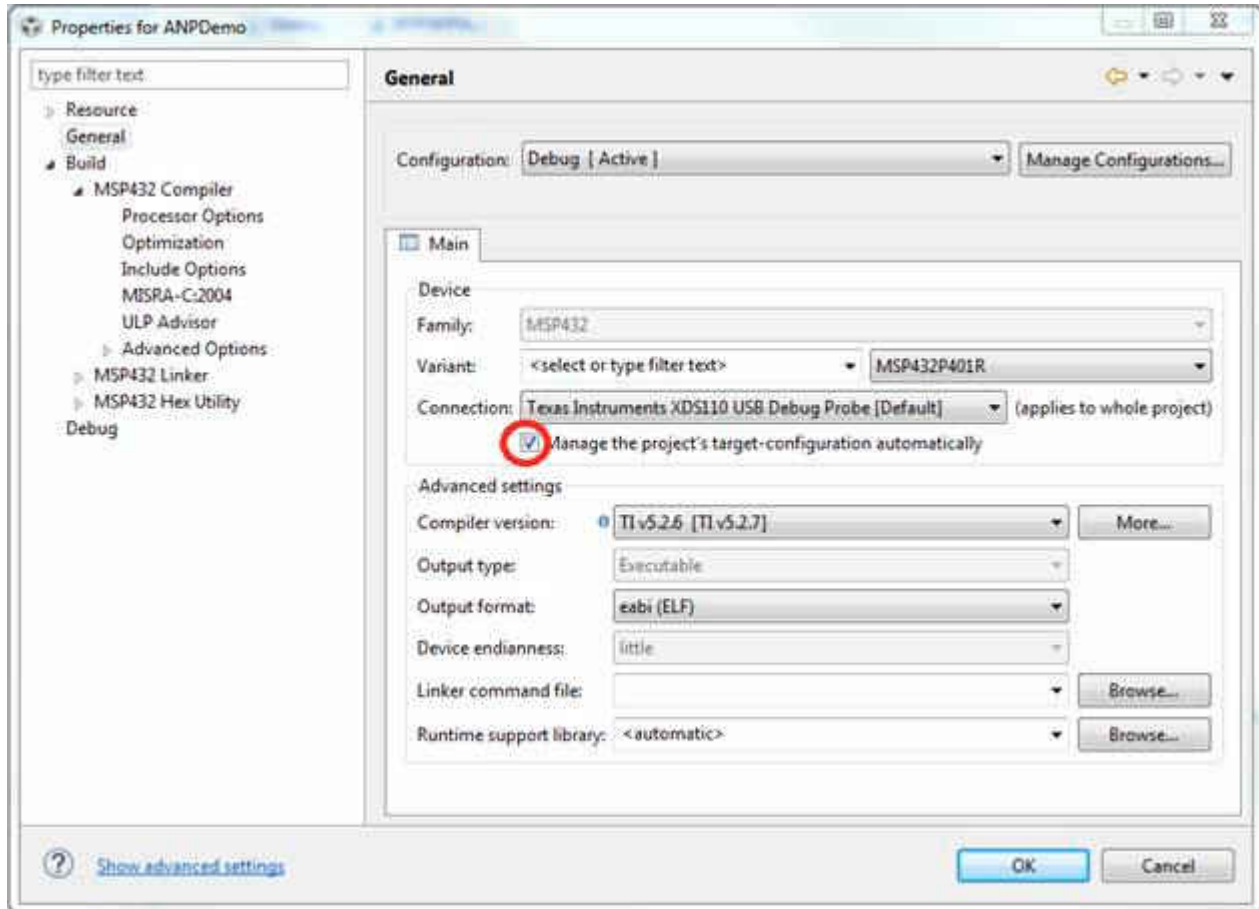 Properties for ANPDemo
type filter text
Resource
General
Build
MSP432 Compiler
Processor Options
Optimization
Include Options
MISRA-C:2004
ULP Advisor
Advanced Options
MSP432 Linker
MSP432 Hex Utility
Debug
General
Configuration: Debug [ Active ] Manage Configurations...
Main
Device
Family: MSP432
Variant: <select or type filter text> MSP432P401R
Connection: Texas Instruments XDS110 USB Debug Probe [Default] (applies to whole project)
Manage the project's target-configuration automatically
Advanced settings
Compiler version: TI v5.2.6 [TI v5.2.7] More...
Output type: Executable
Output format: eabi (ELF)
Device endianness: little
Linker command file: Browse...
Runtime support library: <automatic> Browse...
Show advanced settings OK Cancel